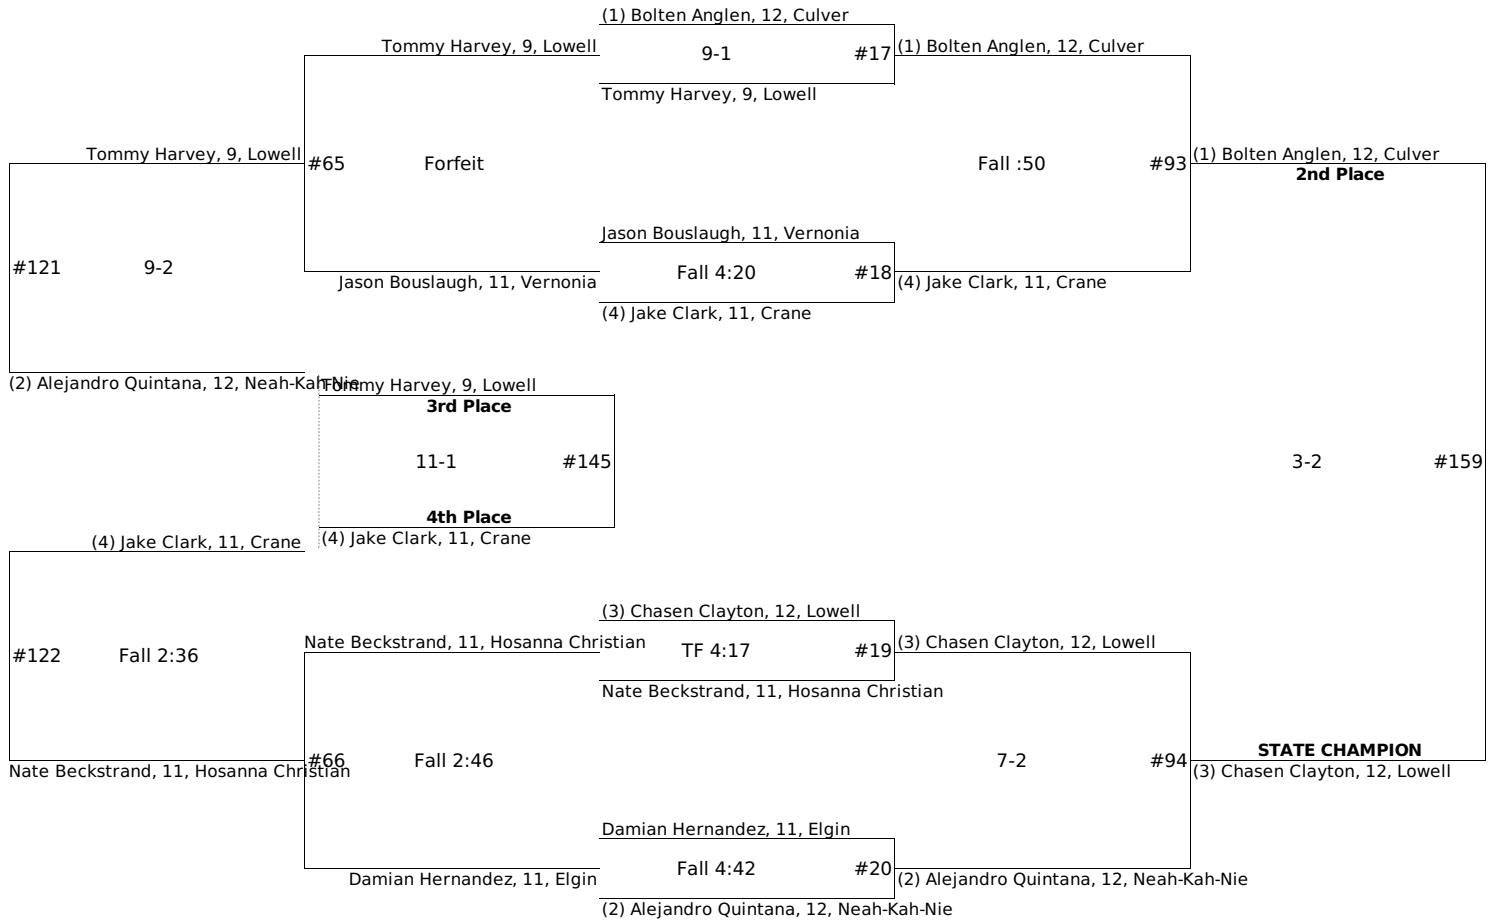 (1) Bolten Anglen, 12, Culver
Tommy Harvey, 9, Lowell
9-1
#17
(1) Bolten Anglen, 12, Culver
Tommy Harvey, 9, Lowell
Tommy Harvey, 9, Lowell
#65
Forfeit
Fall :50
#93
(1) Bolten Anglen, 12, Culver
2nd Place
Jason Bouslaugh, 11, Vernonia
#121
9-2
Fall 4:20
#18
Jason Bouslaugh, 11, Vernonia
(4) Jake Clark, 11, Crane
(4) Jake Clark, 11, Crane
(2) Alejandro Quintana, 12, Neah-Kah-Nie
Tommy Harvey, 9, Lowell
3rd Place
11-1
#145
3-2
#159
4th Place
(4) Jake Clark, 11, Crane
(4) Jake Clark, 11, Crane
(3) Chasen Clayton, 12, Lowell
Nate Beckstrand, 11, Hosanna Christian
#122
Fall 2:36
TF 4:17
#19
(3) Chasen Clayton, 12, Lowell
Nate Beckstrand, 11, Hosanna Christian
Nate Beckstrand, 11, Hosanna Christian
#66
Fall 2:46
7-2
#94
STATE CHAMPION
(3) Chasen Clayton, 12, Lowell
Damian Hernandez, 11, Elgin
Fall 4:42
#20
Damian Hernandez, 11, Elgin
(2) Alejandro Quintana, 12, Neah-Kah-Nie
(2) Alejandro Quintana, 12, Neah-Kah-Nie